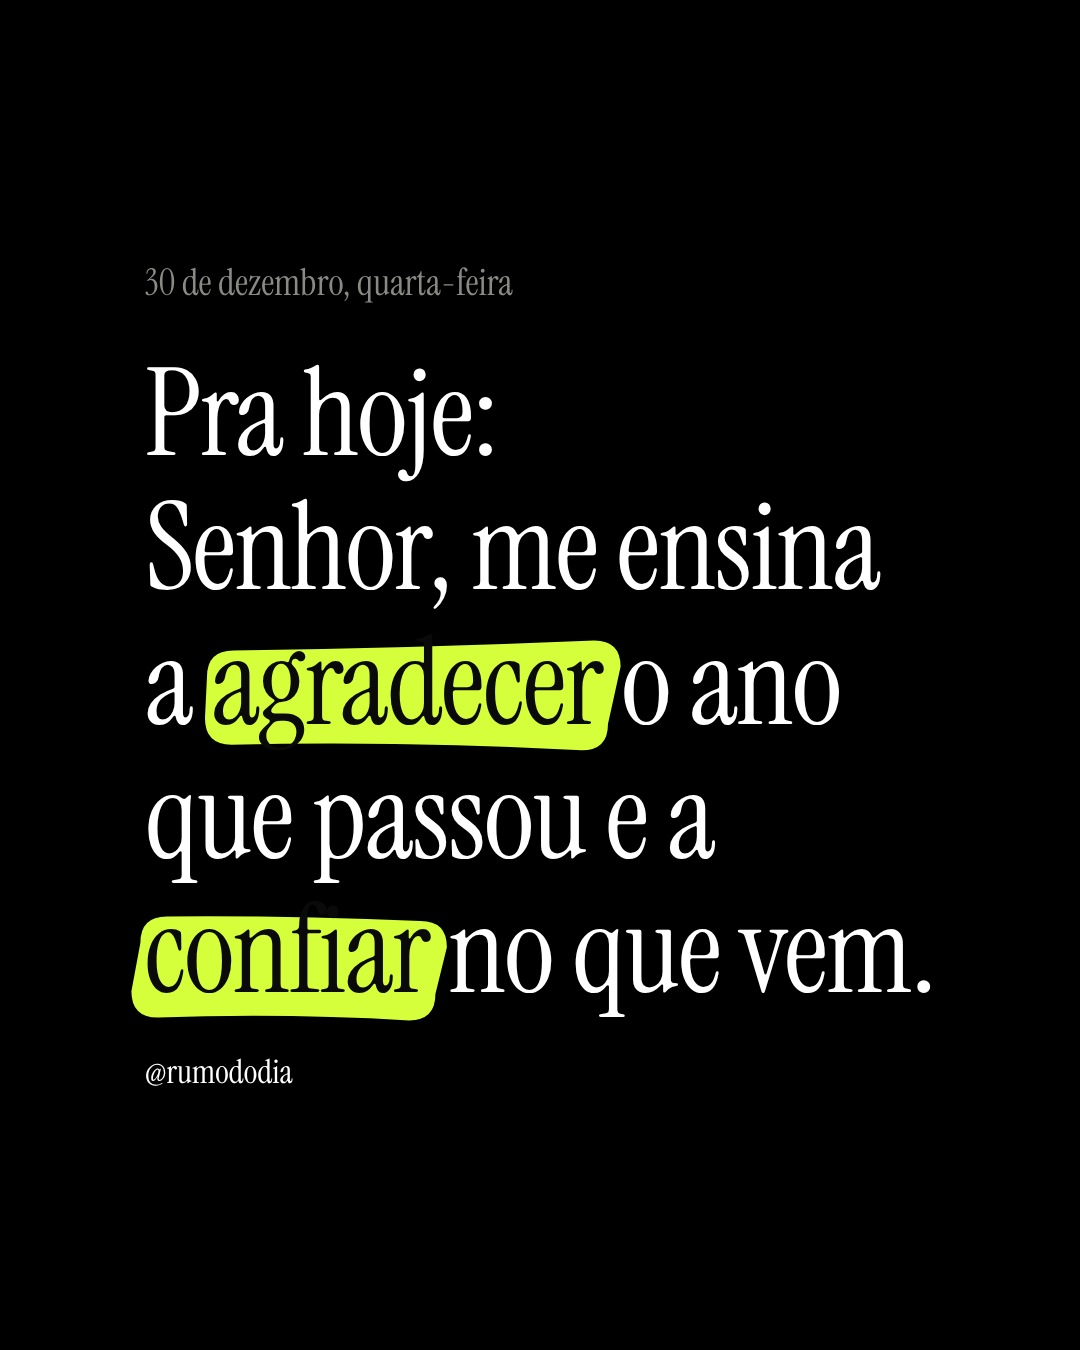 30 de dezembro, quarta-feira
Pra hoje:
Senhor, me ensina
a agradecer o ano
que passou e a
confiar no que vem.
@rumododia